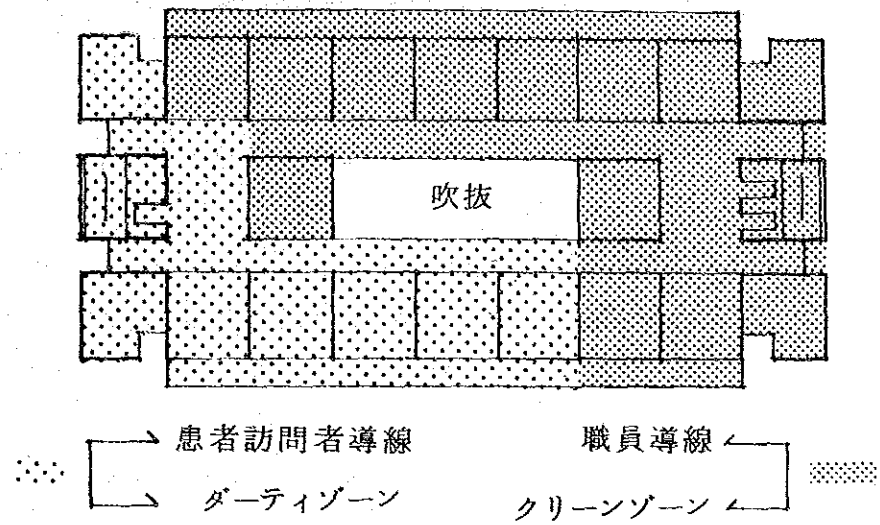 吹抜
患者訪問者導線
職員導線
ダーティゾーン
クリーンゾーン